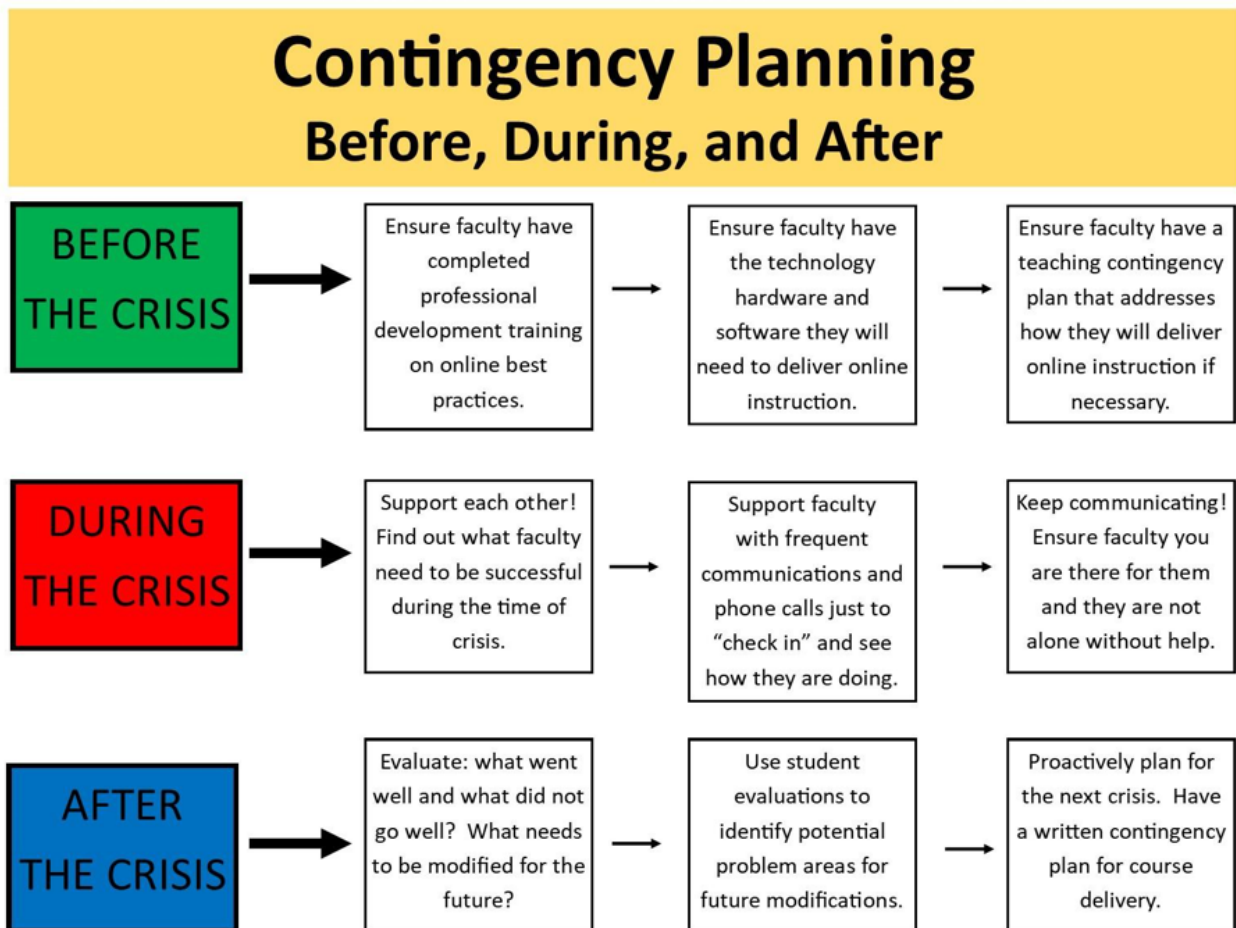 Contingency Planning
Before, During, and After
BEFORE
THE CRISIS
Ensure faculty have
completed
professional
development training
on online best
practices.
Ensure faculty have
the technology
hardware and
software they will
need to deliver online
instruction.
Ensure faculty have a
teaching contingency
plan that addresses
how they will deliver
online instruction if
necessary.
DURING
THE CRISIS
Support each other!
Find out what faculty
need to be successful
during the time of
crisis.
Support faculty
with frequent
communications and
phone calls just to
“check in” and see
how they are doing.
Keep communicating!
Ensure faculty you
are there for them
and they are not
alone without help.
AFTER
THE CRISIS
Evaluate: what went
well and what did not
go well?  What needs
to be modified for the
future?
Use student
evaluations to
identify potential
problem areas for
future modifications.
Proactively plan for
the next crisis.  Have
a written contingency
plan for course
delivery.